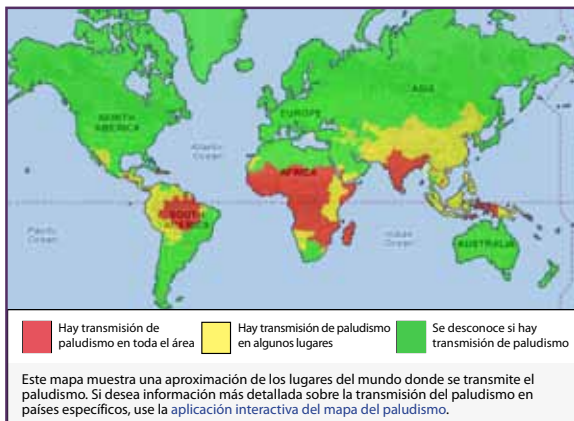 NORTH
AMERICA
EUROPE
ASIA
Atlantic
Ocean
AFRICA
SOUTH
AMERICA
Pacific
Ocean
Indian
Ocean
AUSTRALIA
Hay transmisión de
paludismo en toda el área
Hay transmisión de paludismo
en algunos lugares
Se desconoce si hay
transmisión de paludismo
Este mapa muestra una aproximación de los lugares del mundo donde se transmite el
paludismo. Si desea información más detallada sobre la transmisión del paludismo en
países específicos, use la aplicación interactiva del mapa del paludismo.